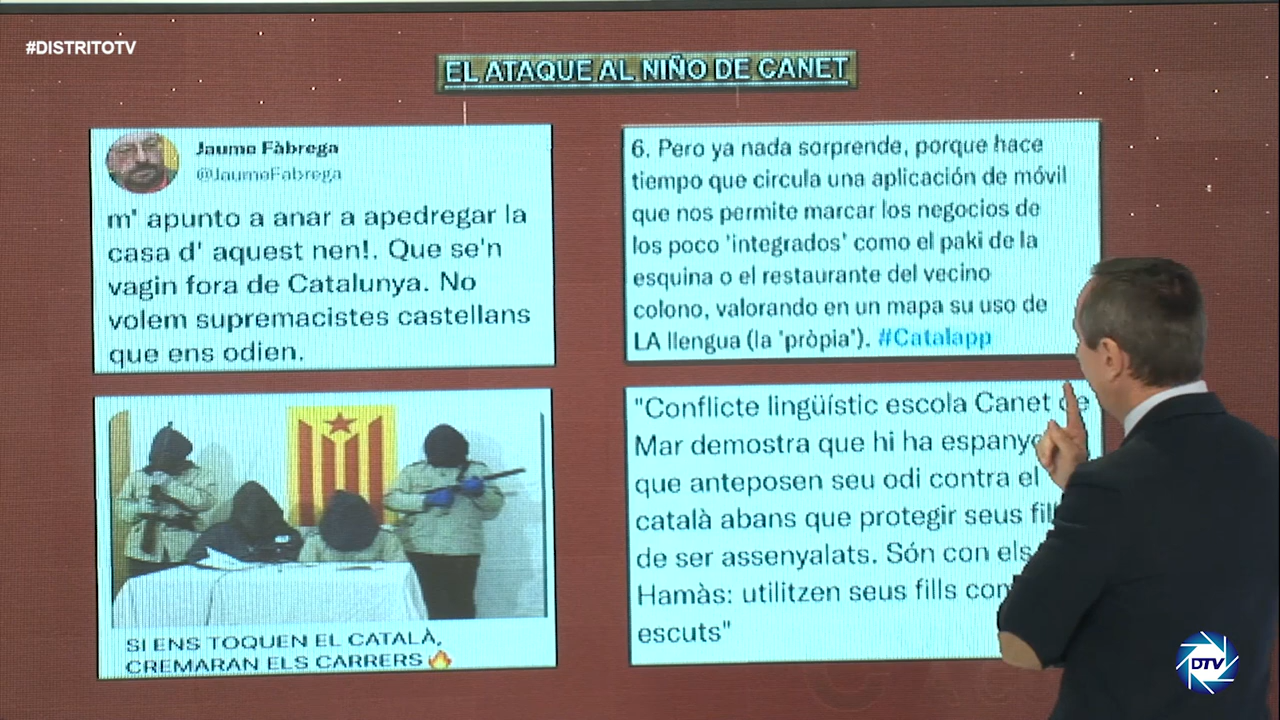 #DISTRITOTV
EL ATAQUE AL NIÑO DE CANET
Jaume Fàbrega
@JaumeFabrega
m' apunto a anar a apedregar la
casa d' aquest nen!. Que se'n
vagin fora de Catalunya. No
volem supremacistes castellans
que ens odien.
6. Pero ya nada sorprende, porque hace
tiempo que circula una aplicación de móvil
que nos permite marcar los negocios de
los poco 'integrados' como el paki de la
esquina o el restaurante del vecino
colono, valorando en un mapa su uso de
LA llengua (la 'pròpia'). #Catalapp
SI ENS TOQUEN EL CATALÀ,
CREMARAN ELS CARRERS🔥
"Conflicte lingüístic escola Canet de
Mar demostra que hi ha
que anteposen seu odi contra el
català abans que protegir seus
de ser assenyalats. Són con els
Hamàs: utilitzen seus fills
escuts"
DTV